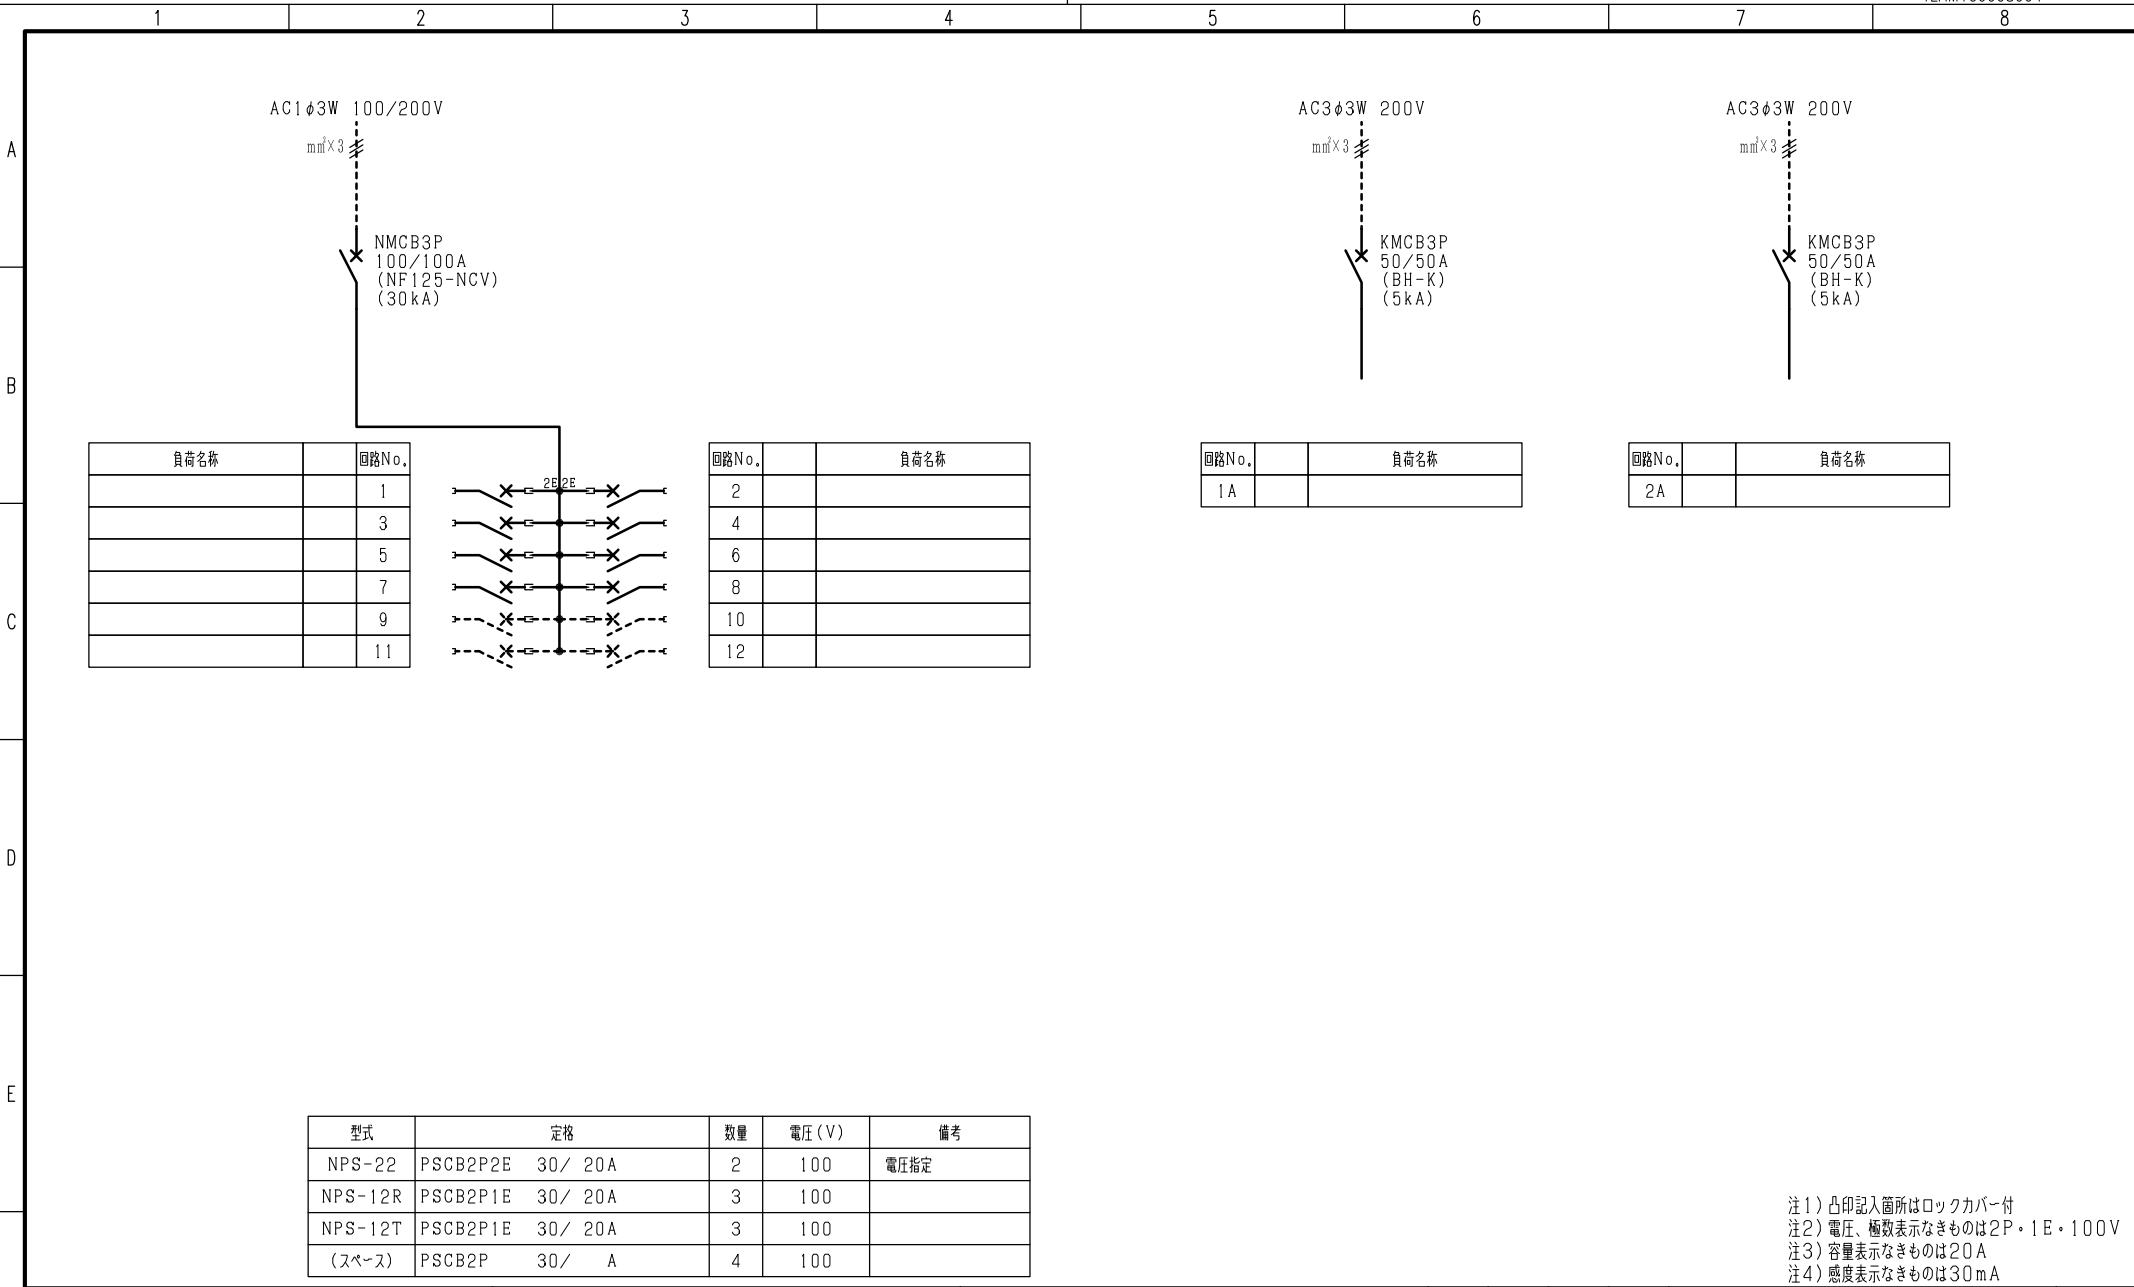 1 2 3 4 5 6 7 8
A
B
C
D
E
AC1φ3W 100/200V
mm²×3
NMCB3P
100/100A
(NF125-NCV)
(30kA)
AC3φ3W 200V
mm²×3
KMCB3P
50/50A
(BH-K)
(5kA)
AC3φ3W 200V
mm²×3
KMCB3P
50/50A
(BH-K)
(5kA)
負荷名称 回路No.
1
3
5
7
9
11
2E 2E
回路No. 負荷名称
2
4
6
8
10
12
回路No. 負荷名称
1A
回路No. 負荷名称
2A
型式 定格 数量 電圧(V) 備考
NPS-22 PSCB2P2E 30/ 20A 2 100 電圧指定
NPS-12R PSCB2P1E 30/ 20A 3 100
NPS-12T PSCB2P1E 30/ 20A 3 100
(スペース) PSCB2P 30/ A 4 100
注1)凸印記入箇所はロックカバー付
注2)電圧、極数表示なきものは2P・1E・100V
注3)容量表示なきものは20A
注4)感度表示なきものは30mA